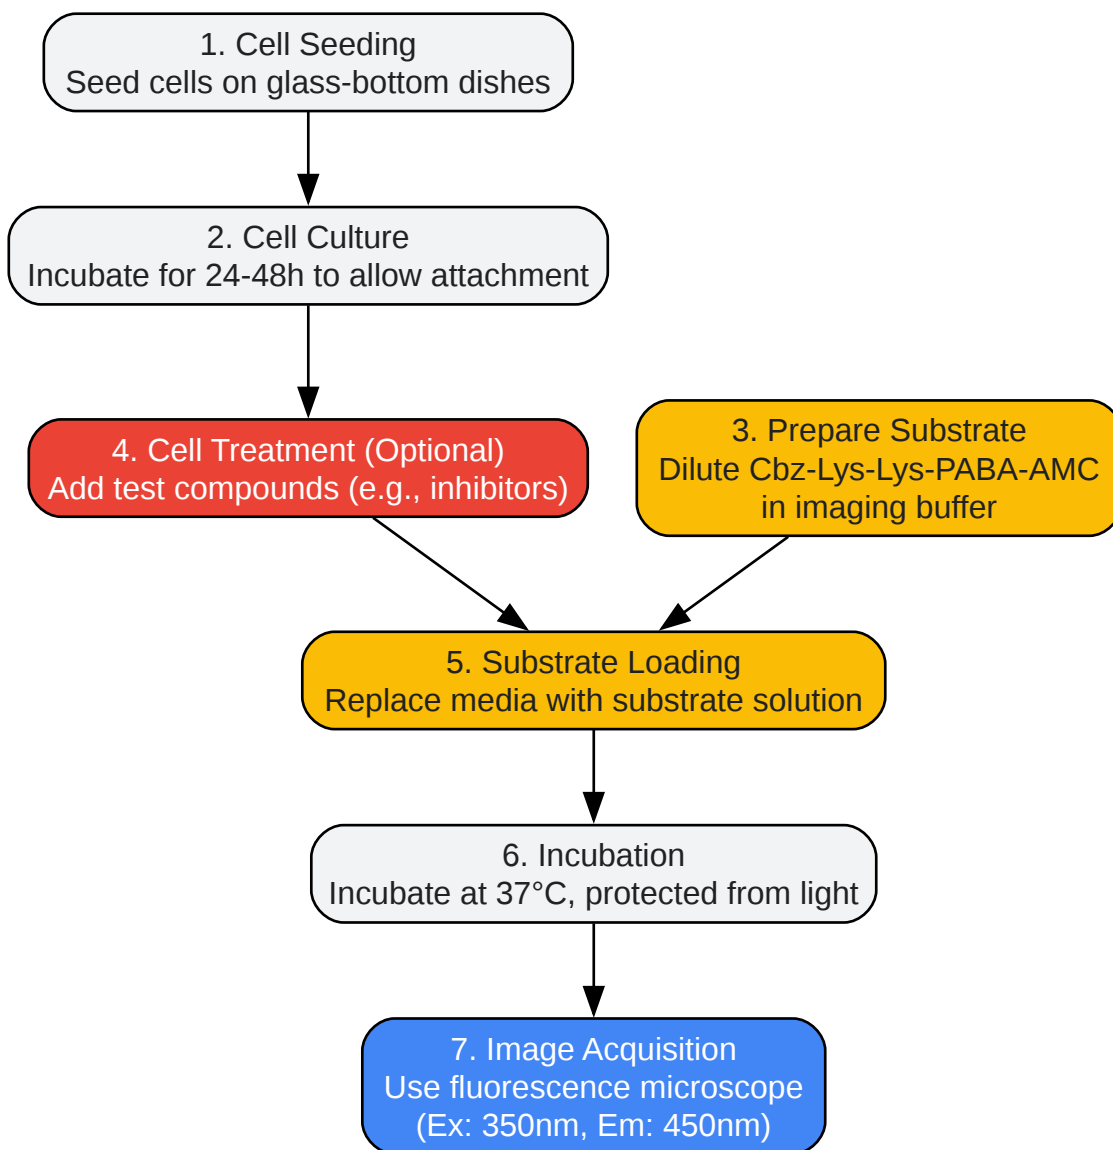 1. Cell Seeding
Seed cells on glass-bottom dishes
2. Cell Culture
Incubate for 24-48h to allow attachment
3. Prepare Substrate
Dilute Cbz-Lys-Lys-PABA-AMC
in imaging buffer
4. Cell Treatment (Optional)
Add test compounds (e.g., inhibitors)
5. Substrate Loading
Replace media with substrate solution
6. Incubation
Incubate at 37°C, protected from light
7. Image Acquisition
Use fluorescence microscope
(Ex: 350nm, Em: 450nm)